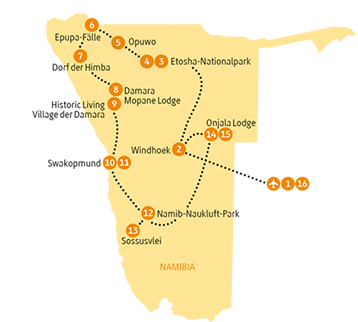 6
Epupa-Fälle
5
Opuwo
7
4 3
Etosha-Nationalpark
Dorf der Himba
8
Damara
Mopane Lodge
9
Historic Living
Village der Damara
Onjala Lodge
14 15
Windhoek
2
Swakopmund
10 11
1 16
12
Namib-Naukluft-Park
13
Sossusvlei
NAMIBIA